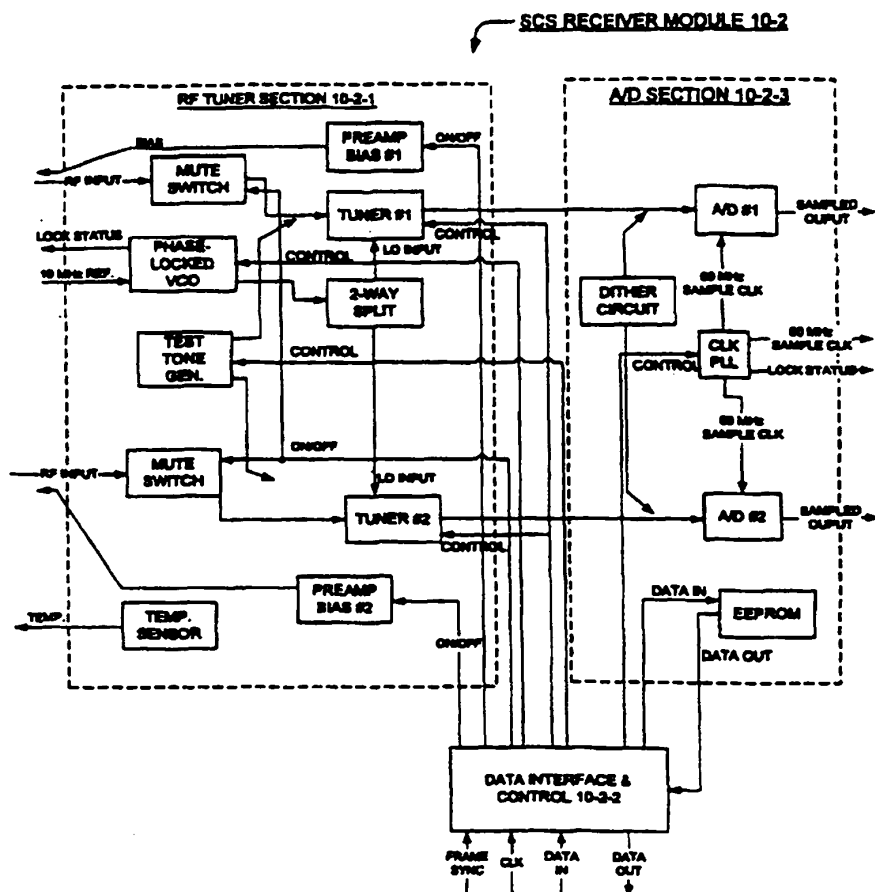 SCS RECEIVER MODULE 10-2
RF TUNER SECTION 10-2-1
A/D SECTION 10-2-3
BIAS
PREAMP
BIAS #1
ON/OFF
RF INPUT
MUTE
SWITCH
TUNER #1
A/D #1
SAMPLED
OUPUT
LOCK STATUS
PHASE-
LOCKED
VCO
CONTROL
LO INPUT
CONTROL
10 MHz REF.
2-WAY
SPLIT
DITHER
CIRCUIT
MHz
SAMPLE CLK
TEST
TONE
GEN.
CONTROL
CONTROL
CLK
PLL
MHz
SAMPLE CLK
LOCK STATUS
MHz
SAMPLE CLK
ON/OFF
RF INPUT
MUTE
SWITCH
LO INPUT
TUNER #2
CONTROL
A/D #2
SAMPLED
OUPUT
PREAMP
BIAS #2
TEMP.
TEMP.
SENSOR
ON/OFF
DATA IN
EEPROM
DATA OUT
DATA INTERFACE &
CONTROL 10-2-2
FRAME
SYNC
CLK
DATA
IN
DATA
OUT